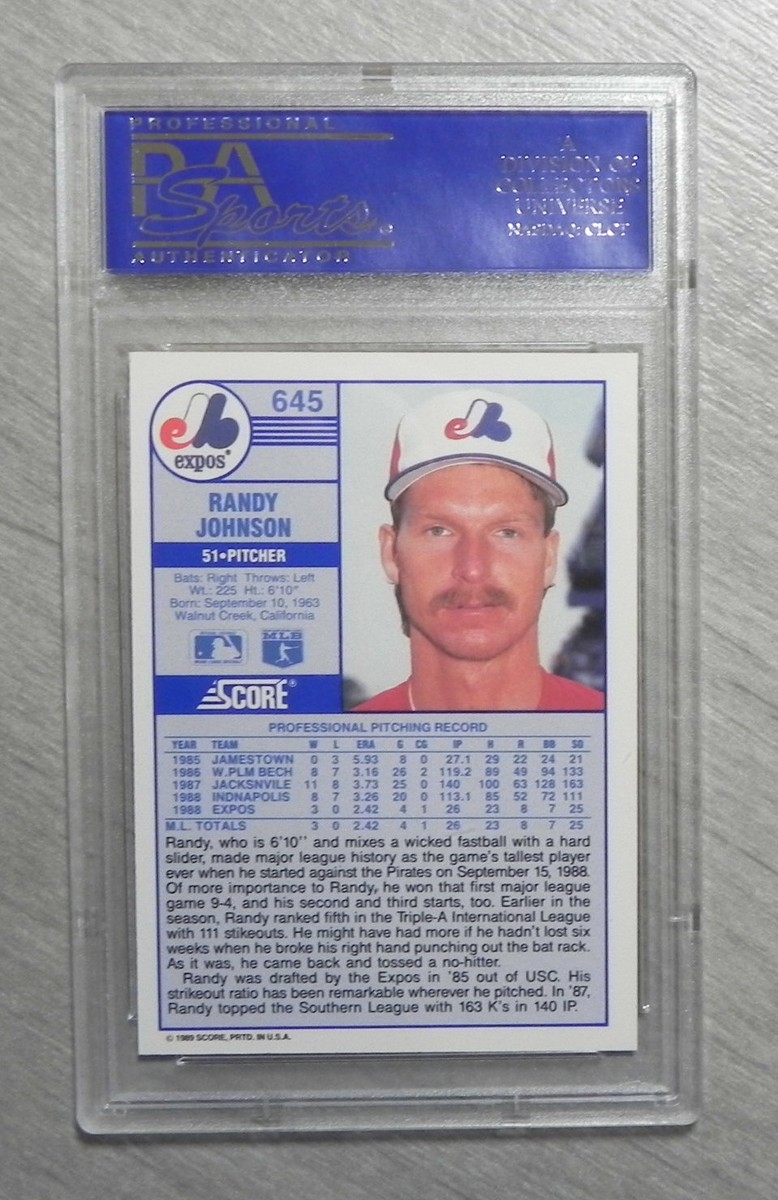 PROFESSIONAL
PSA
Sports®
AUTHENTICATOR
A
DIVISION OF
COLLECTORS
UNIVERSE
NASDAQ: CLCT
645
expos®
RANDY
JOHNSON
51•PITCHER
Bats: Right Throws: Left
Wt.: 225 Ht.: 6'10"
Born: September 10, 1963
Walnut Creek, California
MLB
SCORE®
PROFESSIONAL PITCHING RECORD
YEAR TEAM W L ERA G CG IP H R BB SO
1985 JAMESTOWN 0 3 5.93 8 0 27.1 29 22 24 21
1986 W.PLM BECH 8 7 3.16 26 2 119.2 89 49 94 133
1987 JACKSNVILE 11 8 3.73 25 0 140 100 63 128 163
1988 INDNAPOLIS 8 7 3.26 20 0 113.1 85 52 72 111
1988 EXPOS 3 0 2.42 4 1 26 23 8 7 25
M.L. TOTALS 3 0 2.42 4 1 26 23 8 7 25
Randy, who is 6'10'' and mixes a wicked fastball with a hard
slider, made major league history as the game's tallest player
ever when he started against the Pirates on September 15, 1988.
Of more importance to Randy, he won that first major league
game 9-4, and his second and third starts, too. Earlier in the
season, Randy ranked fifth in the Triple-A International League
with 111 stikeouts. He might have had more if he hadn't lost six
weeks when he broke his right hand punching out the bat rack.
As it was, he came back and tossed a no-hitter.
Randy was drafted by the Expos in '85 out of USC. His
strikeout ratio has been remarkable wherever he pitched. In '87,
Randy topped the Southern League with 163 K's in 140 IP.
© 1989 SCORE, PRTD. IN U.S.A.